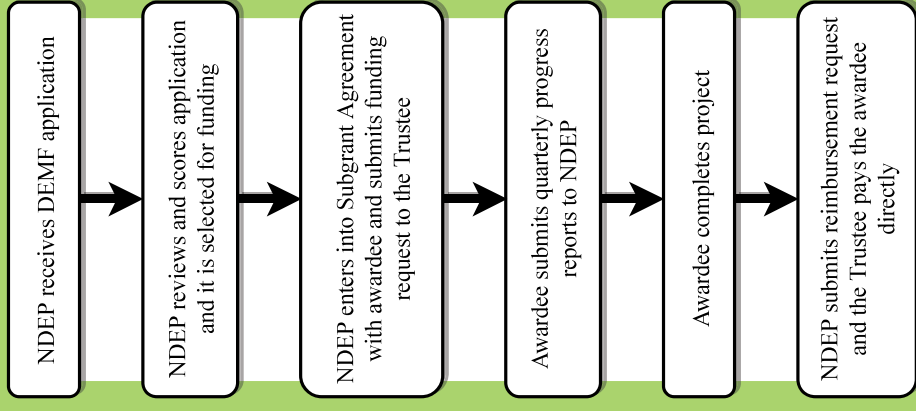 NDEP receives DEMF application
NDEP reviews and scores application
and it is selected for funding
NDEP enters into Subgrant Agreement
with awardee and submits funding
request to the Trustee
Awardee submits quarterly progress
reports to NDEP
Awardee completes project
NDEP submits reimbursement request
and the Trustee pays the awardee
directly